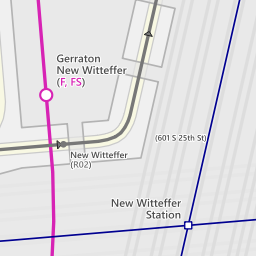 Gerraton
New Witteffer
(F, FS)
(601 S 25th St)
New Witteffer
(R02)
New Witteffer
Station